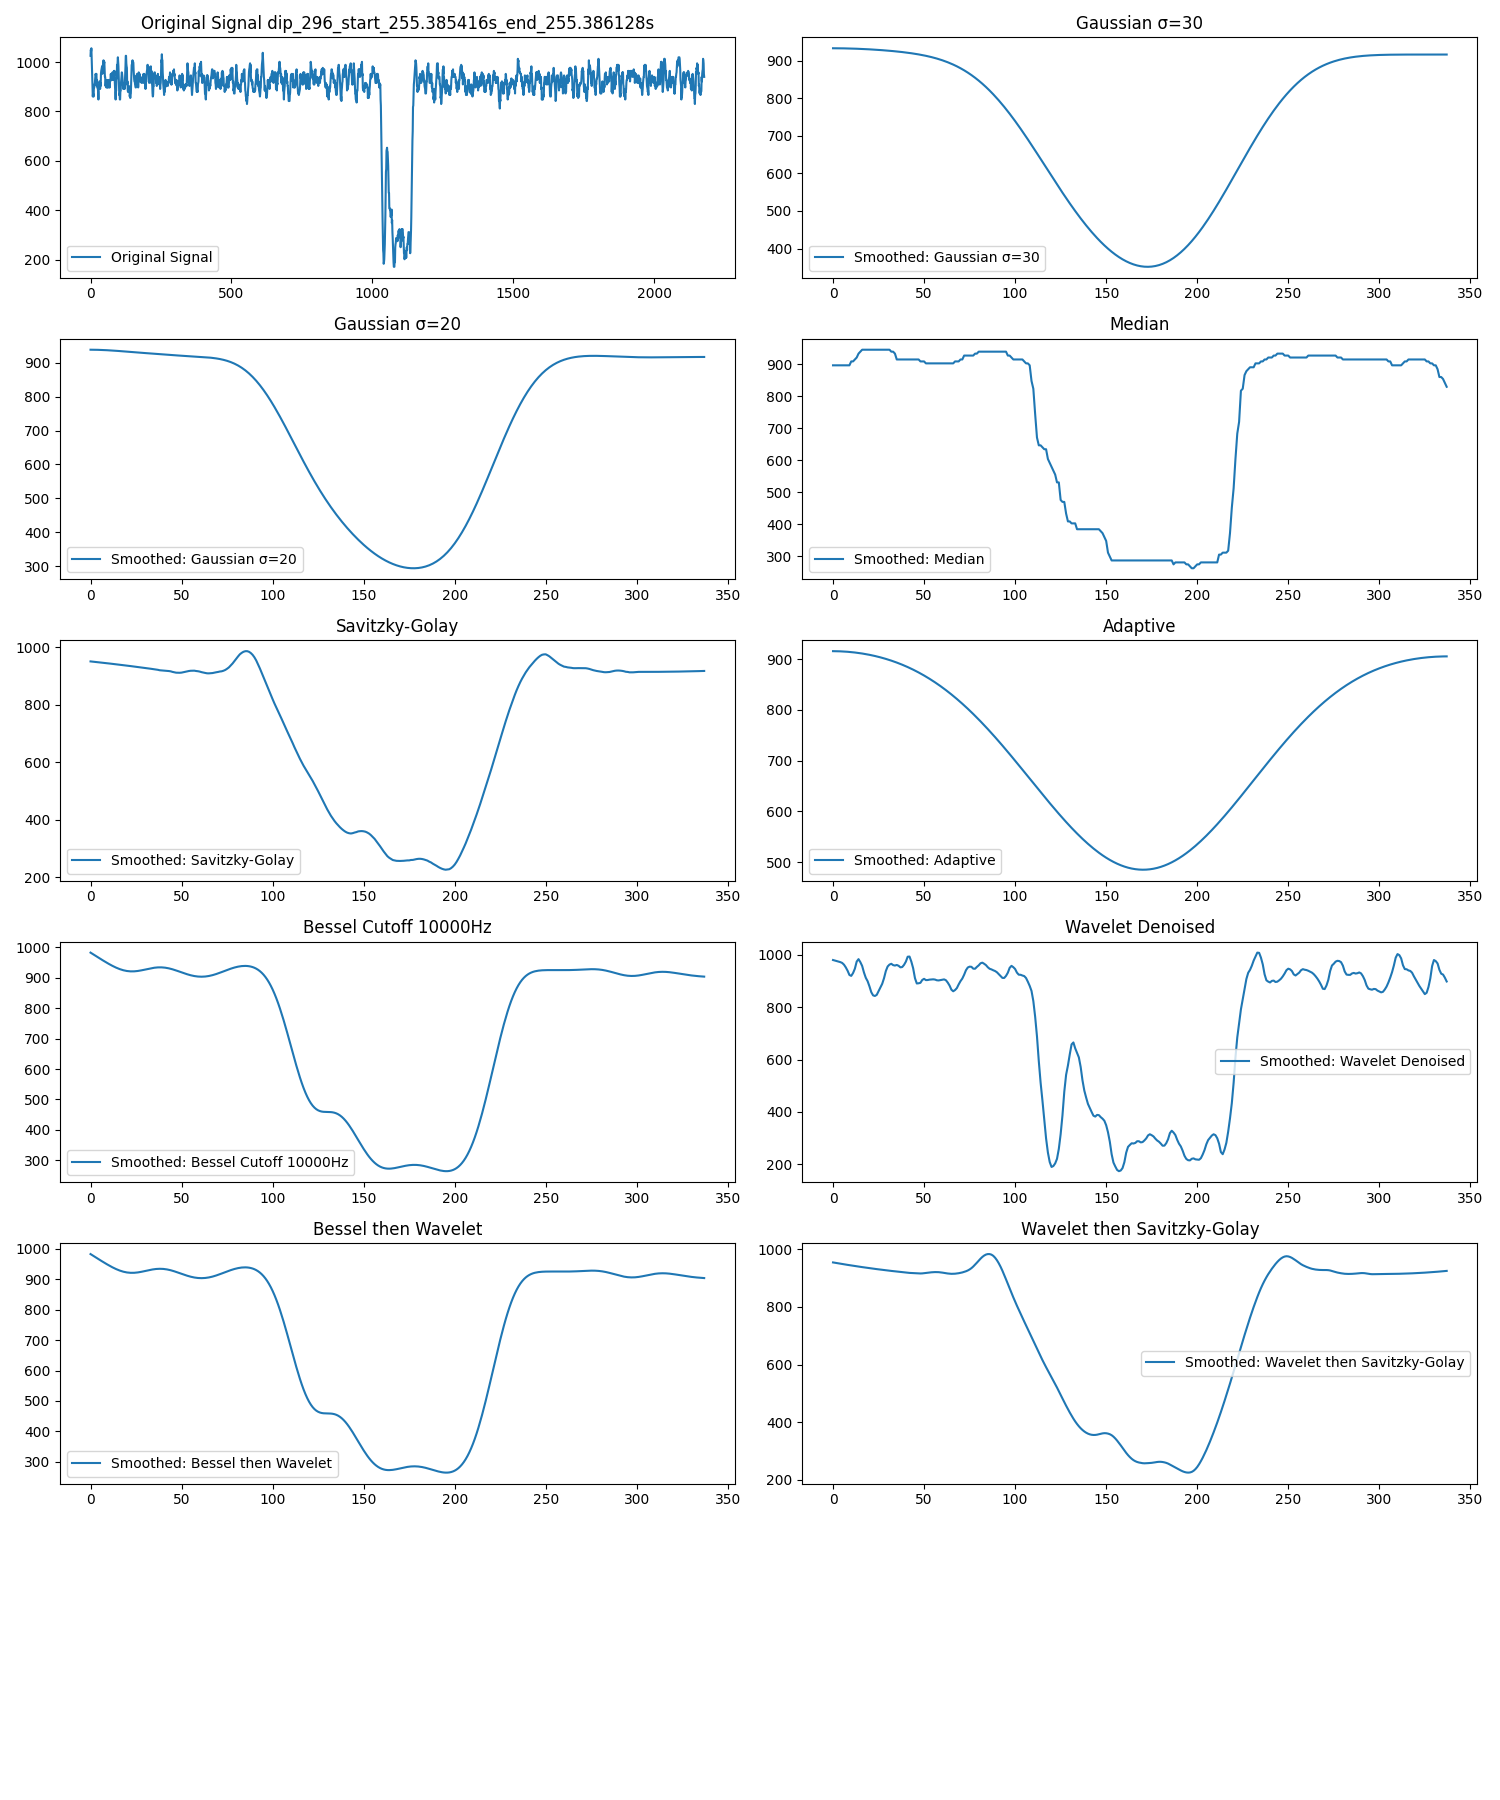 Original Signal dip_296_start_255.385416s_end_255.386128s
1000
800
600
400
200
Original Signal
0 500 1000 1500 2000
Gaussian σ=30
900
800
700
600
500
400
Smoothed: Gaussian σ=30
0 50 100 150 200 250 300 350
Gaussian σ=20
900
800
700
600
500
400
300
Smoothed: Gaussian σ=20
0 50 100 150 200 250 300 350
Median
900
800
700
600
500
400
300
Smoothed: Median
0 50 100 150 200 250 300 350
Savitzky-Golay
1000
800
600
400
200
Smoothed: Savitzky-Golay
0 50 100 150 200 250 300 350
Adaptive
900
800
700
600
500
Smoothed: Adaptive
0 50 100 150 200 250 300 350
Bessel Cutoff 10000Hz
1000
900
800
700
600
500
400
300
Smoothed: Bessel Cutoff 10000Hz
0 50 100 150 200 250 300 350
Wavelet Denoised
1000
800
600
400
200
Smoothed: Wavelet Denoised
0 50 100 150 200 250 300 350
Bessel then Wavelet
1000
900
800
700
600
500
400
300
Smoothed: Bessel then Wavelet
0 50 100 150 200 250 300 350
Wavelet then Savitzky-Golay
1000
800
600
400
200
Smoothed: Wavelet then Savitzky-Golay
0 50 100 150 200 250 300 350